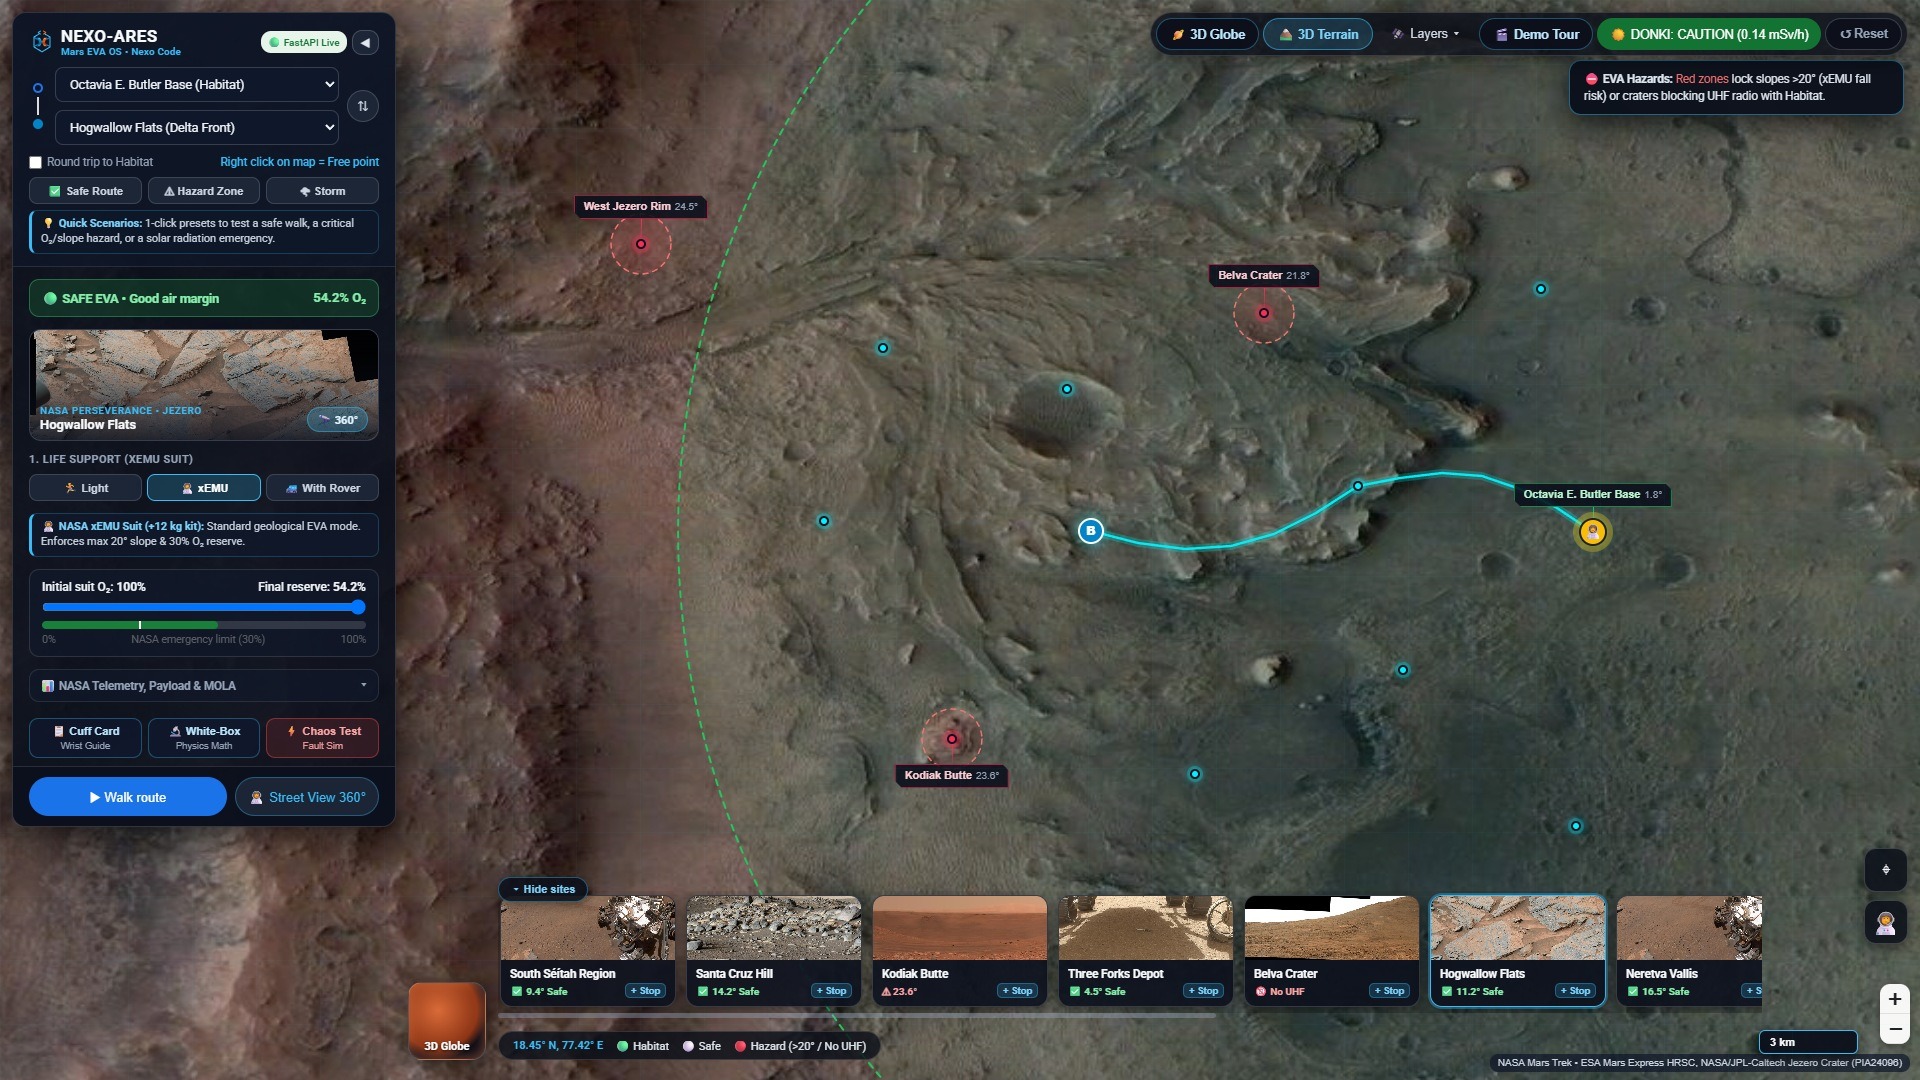 NEXO-ARES
Mars EVA OS • Nexo Code
FastAPI Live
Octavia E. Butler Base (Habitat)
Hogwallow Flats (Delta Front)
Round trip to Habitat
Right click on map = Free point
Safe Route
Hazard Zone
Storm
Quick Scenarios: 1-click presets to test a safe walk, a critical
O₂/slope hazard, or a solar radiation emergency.
SAFE EVA • Good air margin
54.2% O₂
NASA PERSEVERANCE • JEZERO
Hogwallow Flats
360°
1. LIFE SUPPORT (XEMU SUIT)
Light
xEMU
With Rover
NASA xEMU Suit (+12 kg kit): Standard geological EVA mode.
Enforces max 20° slope & 30% O₂ reserve.
Initial suit O₂: 100%
Final reserve: 54.2%
0%
NASA emergency limit (30%)
100%
NASA Telemetry, Payload & MOLA
Cuff Card
Wrist Guide
White-Box
Physics Math
Chaos Test
Fault Sim
Walk route
Street View 360°
3D Globe
3D Terrain
Layers
Demo Tour
DONKI: CAUTION (0.14 mSv/h)
Reset
EVA Hazards: Red zones lock slopes >20° (xEMU fall
risk) or craters blocking UHF radio with Habitat.
West Jezero Rim 24.5°
Belva Crater 21.8°
Octavia E. Butler Base 1.8°
B
Kodiak Butte 23.6°
Hide sites
South Séítah Region
9.4° Safe
+ Stop
Santa Cruz Hill
14.2° Safe
+ Stop
Kodiak Butte
23.6°
+ Stop
Three Forks Depot
4.5° Safe
+ Stop
Belva Crater
No UHF
+ Stop
Hogwallow Flats
11.2° Safe
+ Stop
Neretva Vallis
16.5° Safe
+ S
3D Globe
18.45° N, 77.42° E
Habitat
Safe
Hazard (>20° / No UHF)
+
−
3 km
NASA Mars Trek • ESA Mars Express HRSC, NASA/JPL-Caltech Jezero Crater (PIA24096)